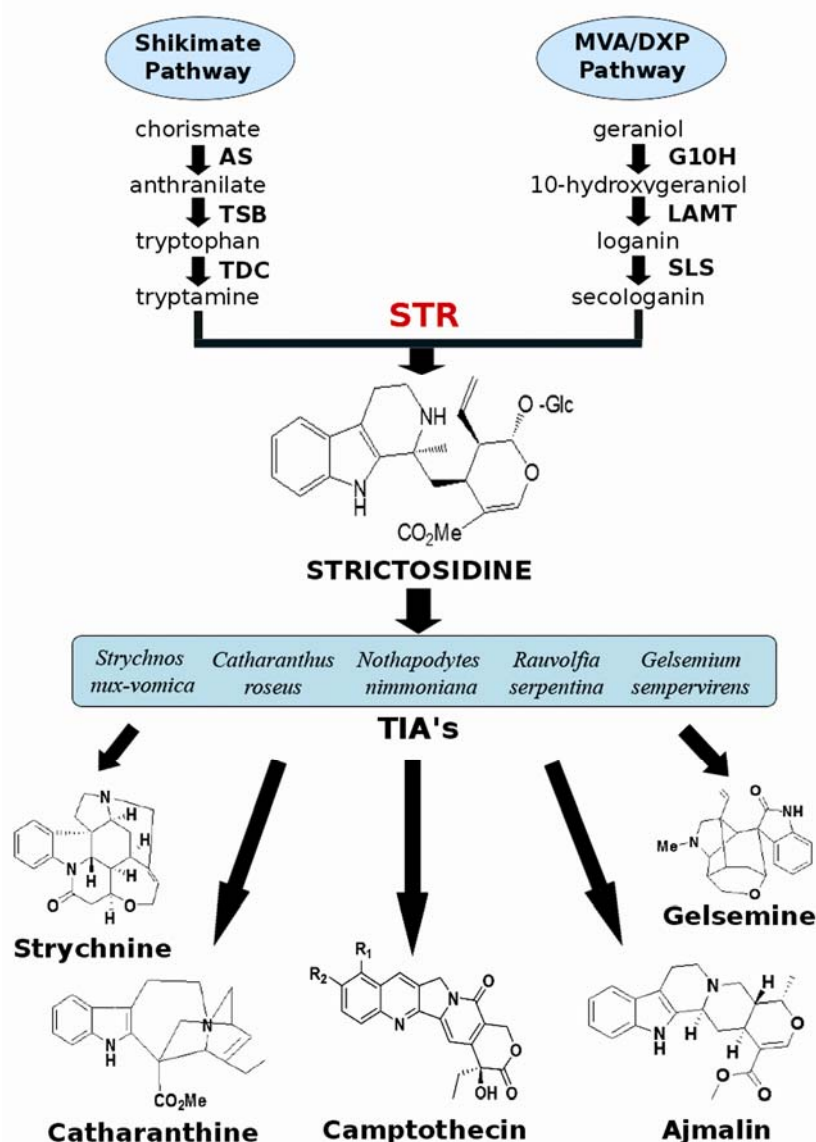 Shikimate
Pathway
MVA/DXP
Pathway
chorismate
AS
anthranilate
TSB
tryptophan
TDC
tryptamine
geraniol
G10H
10-hydroxygeraniol
LAMT
loganin
SLS
secologanin
STR
NH
O -Glc
O
N
H
CO₂Me
STRICTOSIDINE
Strychnos
nux-vomica
Catharanthus
roseus
Nothapodytes
nimmoniana
Rauvolfia
serpentina
Gelsemium
sempervirens
TIA's
N
H
H
N
H
H
O
O
H
Strychnine
O
NH
Me
N
O
Gelsemine
N
N
H
CO₂Me
Catharanthine
R₁
R₂
O
N
N
O
O
OH
Camptothecin
N
H
N
H
H
O
H
O
O
Ajmalin